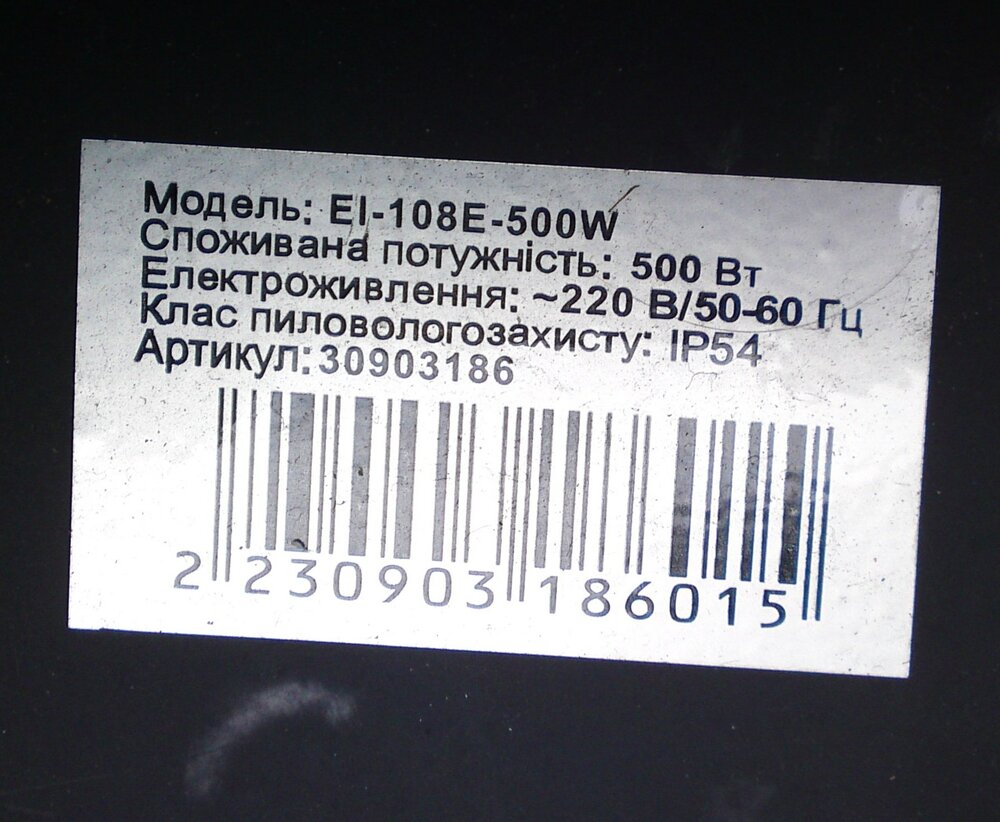 Модель: EI-108E-500W
Споживана потужність: 500 Вт
Електроживлення: ~220 В/50-60 Гц
Клас пиловологозахисту: IP54
Артикул: 30903186
2 230903 186015